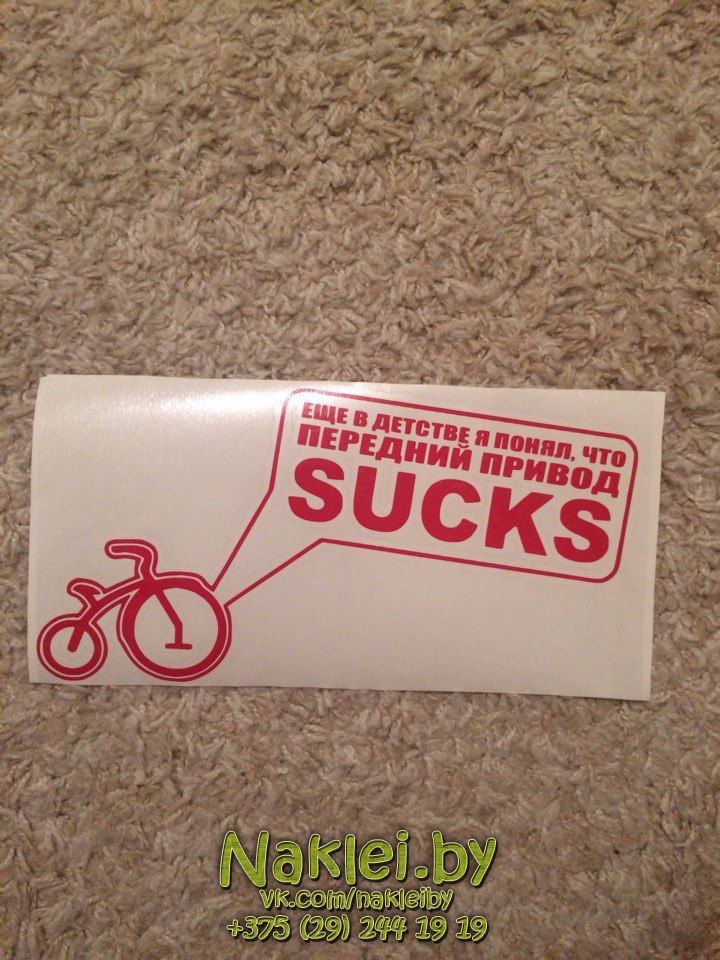 ЕЩЕ В ДЕТСТВЕ Я ПОНЯЛ, ЧТО
ПЕРЕДНИЙ ПРИВОД
SUCKS
Naklei.by
vk.com/nakleiby
+375 (29) 244 19 19